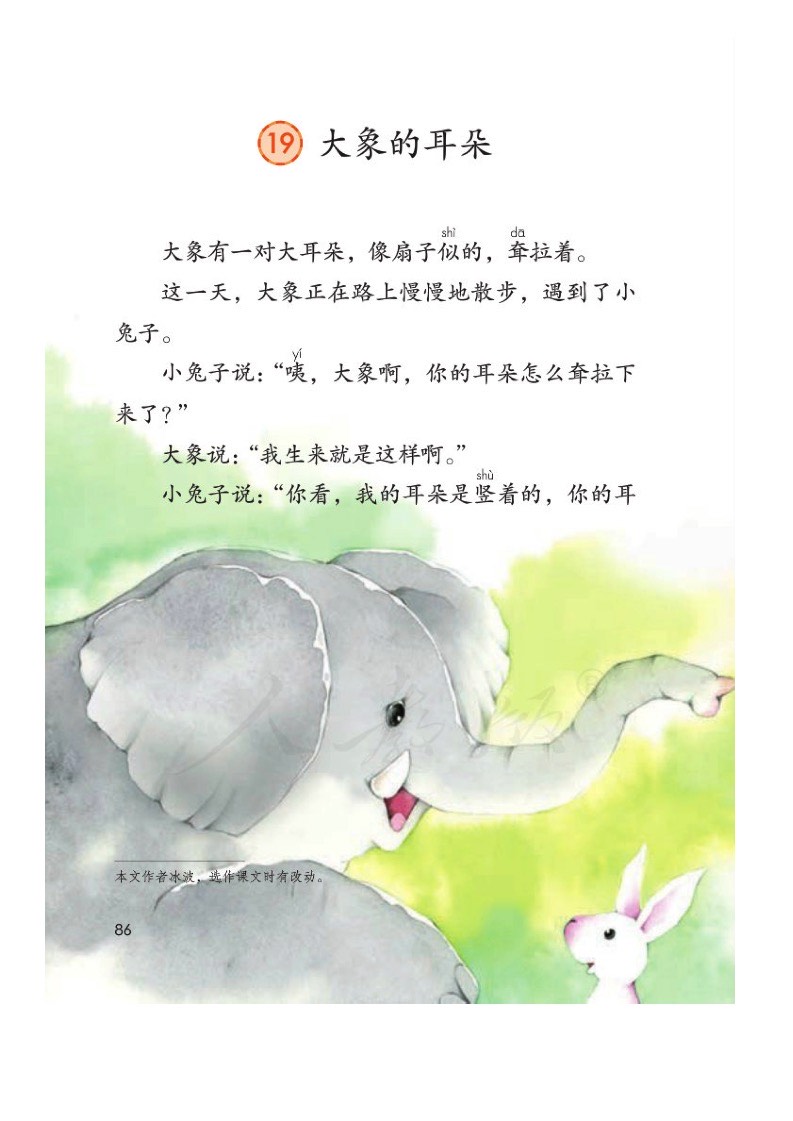 19 大象的耳朵
shì dā
大象有一对大耳朵，像扇子似的，耷拉着。
这一天，大象正在路上慢慢地散步，遇到了小
兔子。
yí
小兔子说：“咦，大象啊，你的耳朵怎么耷拉下
来了？”
大象说：“我生来就是这样啊。”
shù
小兔子说：“你看，我的耳朵是竖着的，你的耳
人教版®
本文作者冰波，选作课文时有改动。
86